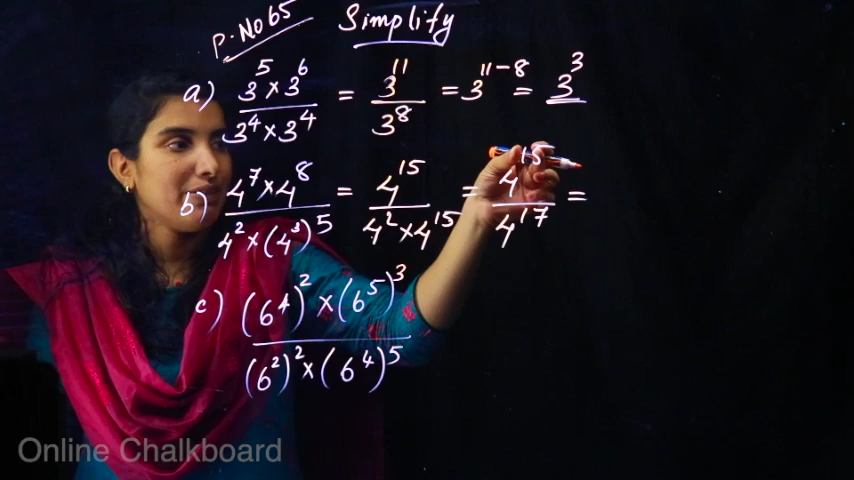 P.No 65 Simplify
a) 3^5 × 3^6 / 3^4 × 3^4 = 3^11 / 3^8 = 3^11-8 = 3^3
b) 4^7 × 4^8 / 4^2 × (4^3)^5 = 4^15 / 4^2 × 4^15 = 4^15 / 4^17 =
c) (6^4)^2 × (6^5)^3 / (6^2)^2 × (6^4)^5
Online Chalkboard